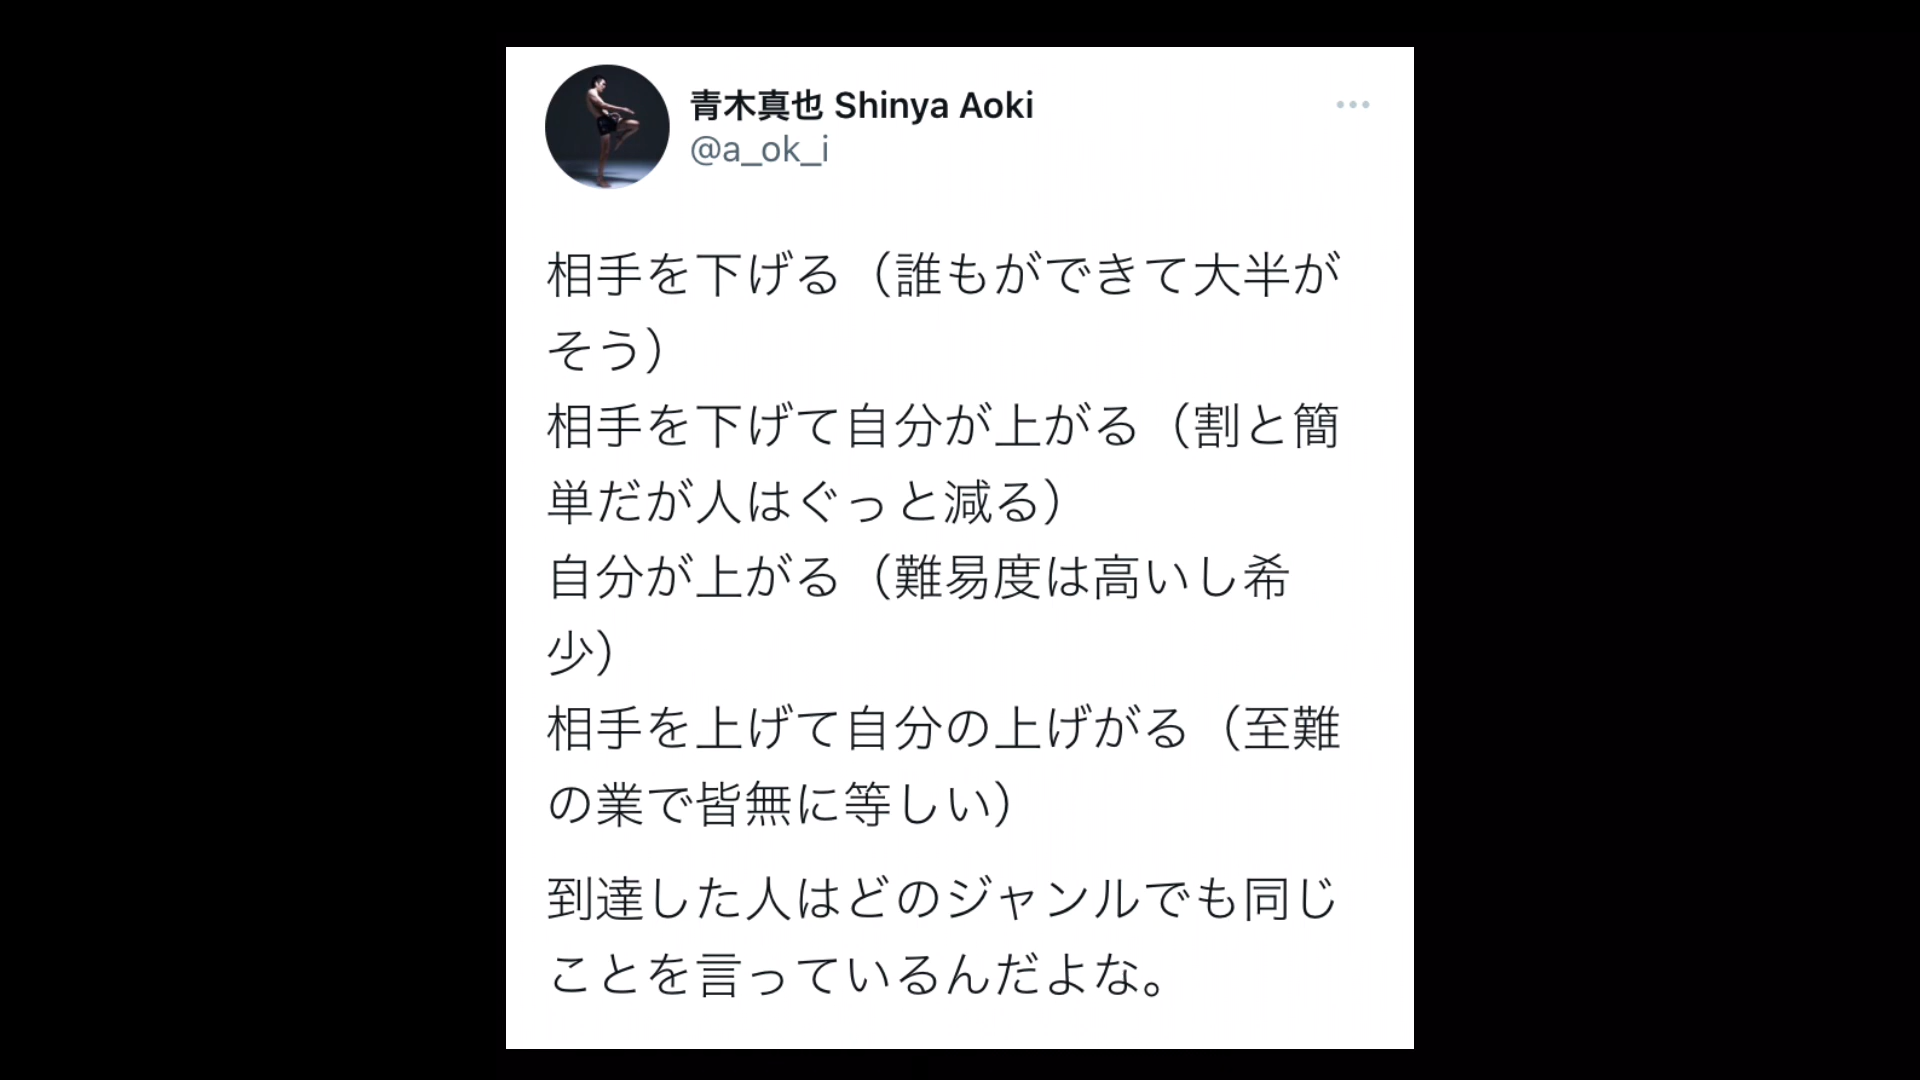 青木真也 Shinya Aoki
@a_ok_i
相手を下げる（誰もができて大半が
そう）
相手を下げて自分が上がる（割と簡
単だが人はぐっと減る）
自分が上がる（難易度は高いし希
少）
相手を上げて自分の上げがる（至難
の業で皆無に等しい）
到達した人はどのジャンルでも同じ
ことを言っているんだよな。